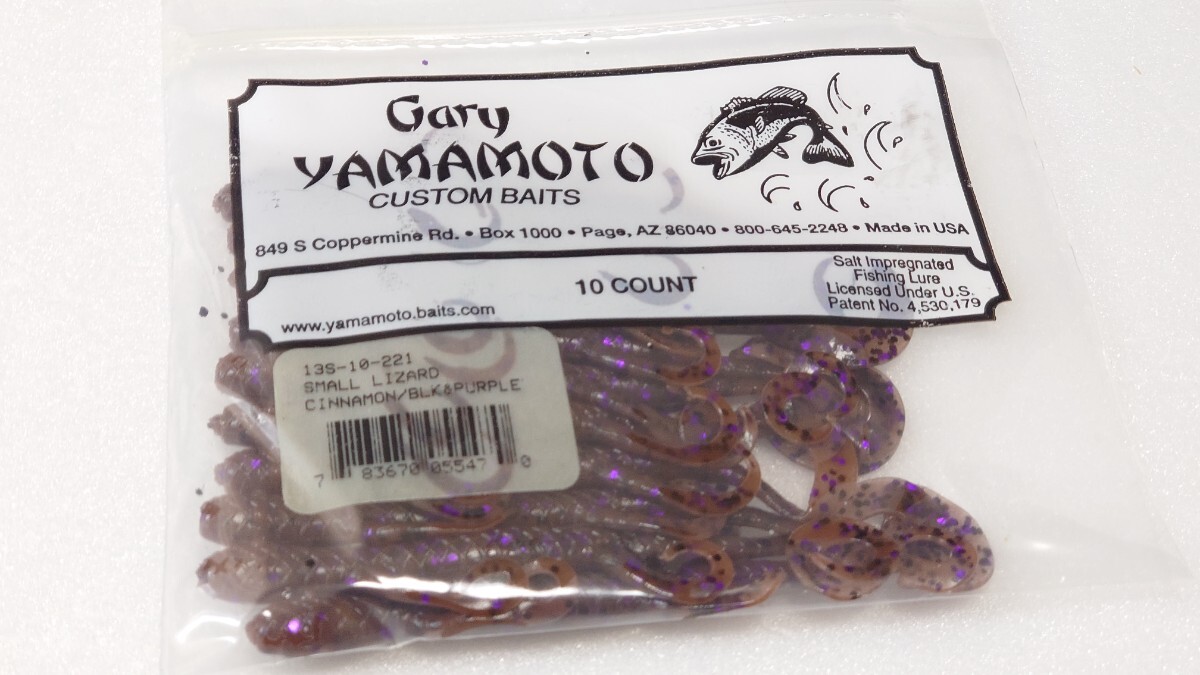 Gary
YAMAMOTO
CUSTOM BAITS
849 S Coppermine Rd. • Box 1000 • Page, AZ 86040 • 800-645-2248 • Made in USA
10 COUNT
Salt Impregnated
Fishing Lure
Licensed Under U.S.
Patent No. 4,530,179
www.yamamoto.baits.com
13S-10-221
SMALL LIZARD
CINNAMON/BLK&PURPLE
7 83670 05547 0